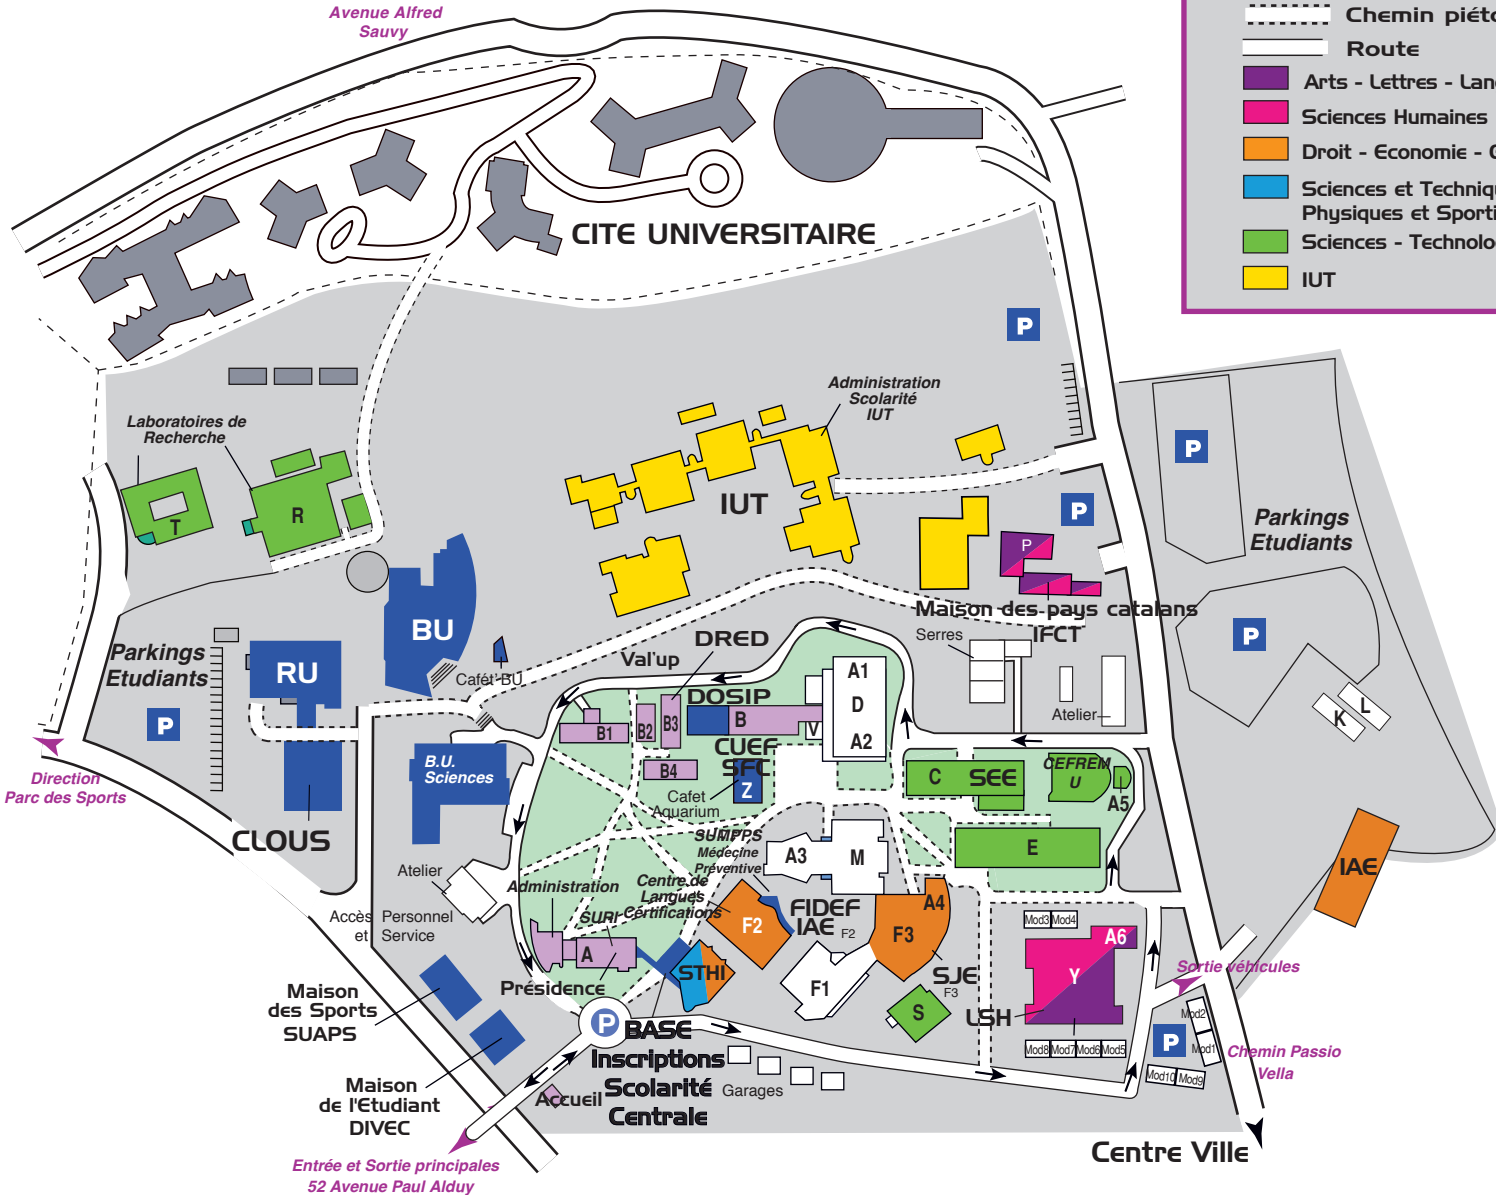 Avenue Alfred
Sauvy
Chemin piéto
Route
Arts - Lettres - Lan
Sciences Humaines
Droit - Economie -
Sciences et Techniq
Physiques et Sporti
Sciences - Technolo
IUT
CITE UNIVERSITAIRE
P
Administration
Scolarité
IUT
Laboratoires de
Recherche
P
T
R
IUT
P
Parkings
Etudiants
P
Maison des pays catalans
IFCT
BU
Serres
P
DRED
Val'up
Parkings
Etudiants
RU
Cafét' BU
DOSIP
A1
D
A2
V
B
B1
B2
B3
B4
P
Atelier
K
L
CUEF
SFC
Z
B.U.
Sciences
Cafet
Aquarium
C
SEE
CEFREM
U
A5
Direction
Parc des Sports
CLOUS
SUMPPS
Médecine
Préventive
A3
M
E
IAE
Atelier
Administration
Centre de
Langues
Certifications
SURI
Accès Personnel
et Service
FIDEF
IAE F2
F2
F3
A4
Mod3
Mod4
A6
Y
A
STHI
SJE
F3
F1
S
LSH
Sortie véhicules
Présidence
Maison
des Sports
SUAPS
P
BASE
Inscriptions
Scolarité
Centrale
Mod8
Mod7
Mod6
Mod5
P
Mod2
Mod1
Mod10
Mod9
Chemin Passio
Vella
Garages
Accueil
Maison
de l'Etudiant
DIVEC
Centre Ville
Entrée et Sortie principales
52 Avenue Paul Alduy